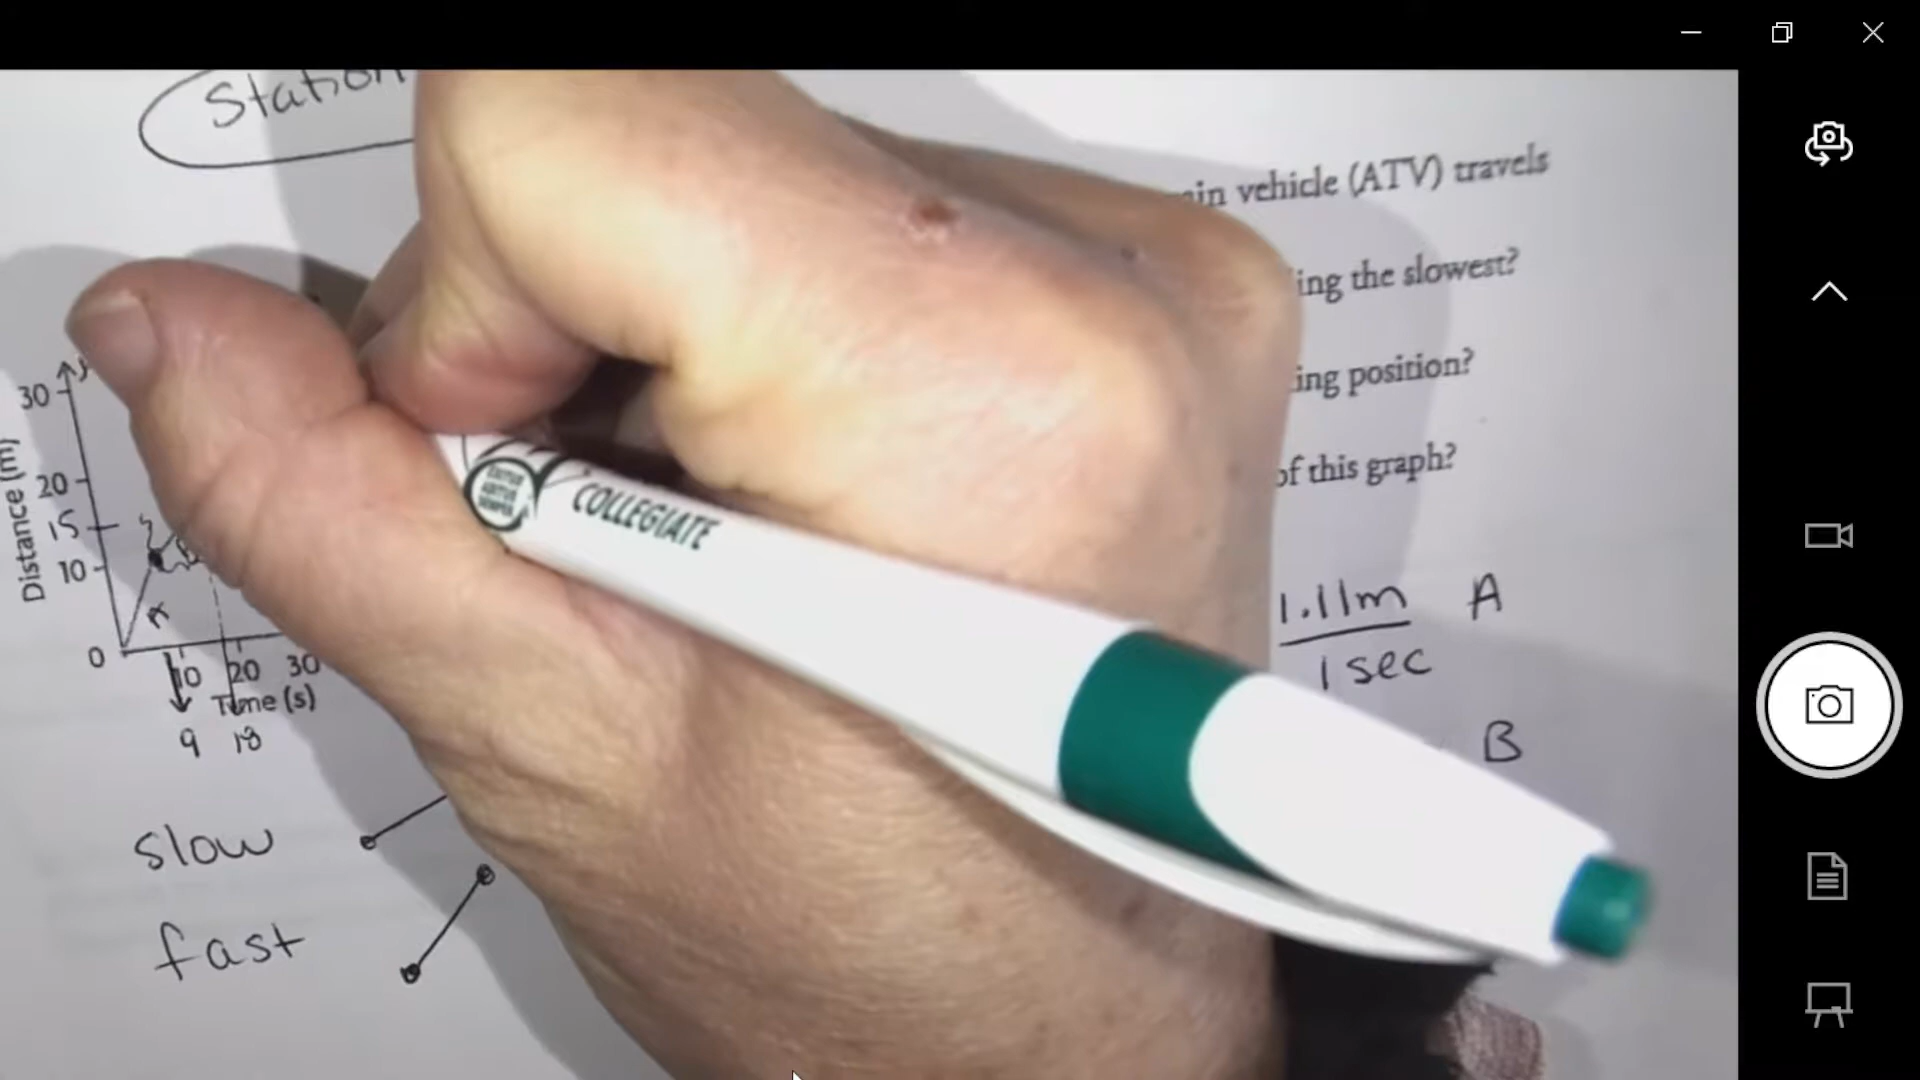 Station
vehicle (ATV) travels
ing the slowest?
ing position?
of this graph?
30
20
15
10
0
Distance (m)
A
10 20 30
Time (s)
9 18
COLLEGIATE
1.11m A
1 sec
B
slow
fast